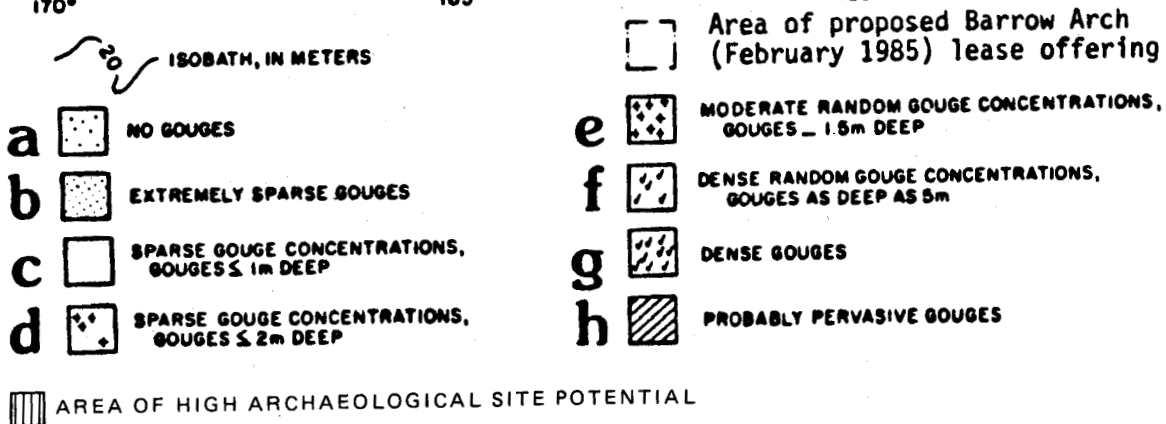 170°
20 ISOBATH, IN METERS
a NO GOUGES
b EXTREMELY SPARSE GOUGES
c SPARSE GOUGE CONCENTRATIONS,
GOUGES ≤ 1m DEEP
d SPARSE GOUGE CONCENTRATIONS,
GOUGES ≤ 2m DEEP
Area of proposed Barrow Arch
(February 1985) lease offering
e MODERATE RANDOM GOUGE CONCENTRATIONS,
GOUGES _ 1.5m DEEP
f DENSE RANDOM GOUGE CONCENTRATIONS,
GOUGES AS DEEP AS 5m
g DENSE GOUGES
h PROBABLY PERVASIVE GOUGES
AREA OF HIGH ARCHAEOLOGICAL SITE POTENTIAL